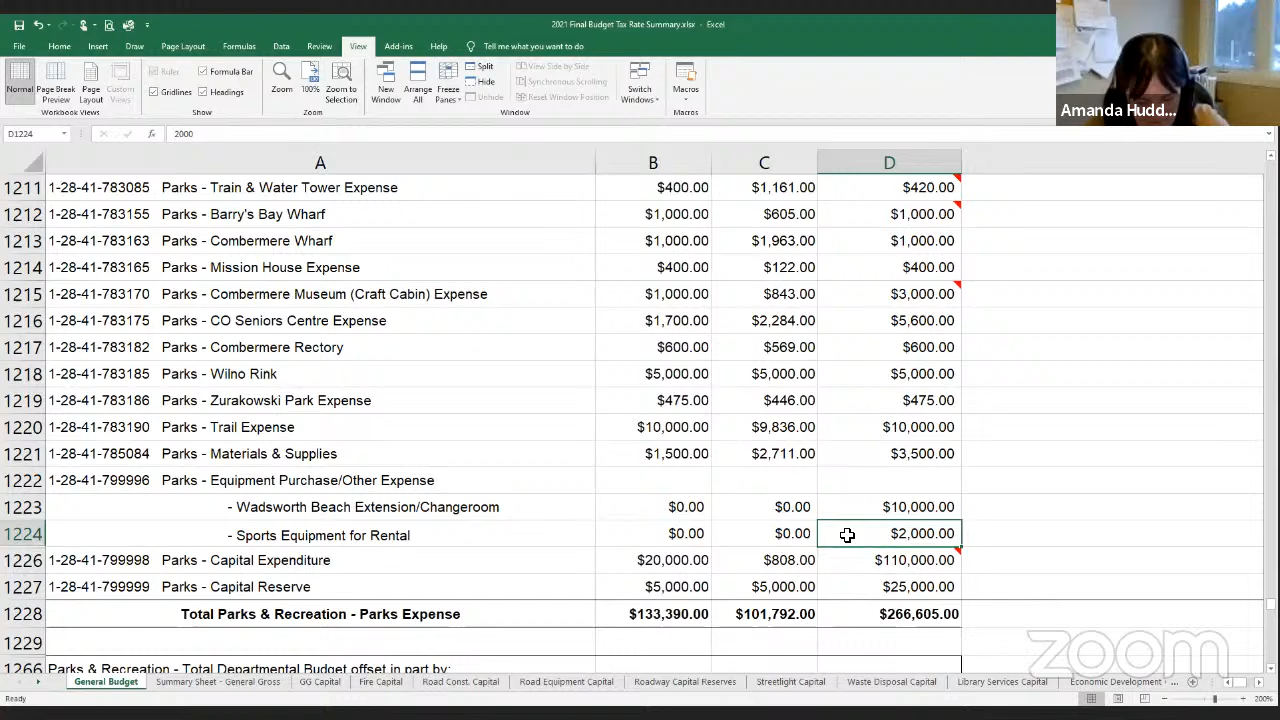 2021 Final Budget Tax Rate Summary.xlsx - Excel
File Home Insert Draw Page Layout Formulas Data Review View Add-ins Help Tell me what you want to do
Normal
Page Break Preview
Page Layout
Custom Views
Ruler
Formula Bar
Gridlines
Headings
Zoom
100%
Zoom to Selection
New Window
Arrange All
Freeze Panes
Split
Hide
Unhide
View Side by Side
Synchronous Scrolling
Reset Window Position
Switch Windows
Macros
Workbook Views Show Zoom Window Macros
Amanda Hudd...
D1224 fx 2000
A B C D
1211 1-28-41-783085 Parks - Train & Water Tower Expense $400.00 $1,161.00 $420.00
1212 1-28-41-783155 Parks - Barry's Bay Wharf $1,000.00 $605.00 $1,000.00
1213 1-28-41-783163 Parks - Combermere Wharf $1,000.00 $1,963.00 $1,000.00
1214 1-28-41-783165 Parks - Mission House Expense $400.00 $122.00 $400.00
1215 1-28-41-783170 Parks - Combermere Museum (Craft Cabin) Expense $1,000.00 $843.00 $3,000.00
1216 1-28-41-783175 Parks - CO Seniors Centre Expense $1,700.00 $2,284.00 $5,600.00
1217 1-28-41-783182 Parks - Combermere Rectory $600.00 $569.00 $600.00
1218 1-28-41-783185 Parks - Wilno Rink $5,000.00 $5,000.00 $5,000.00
1219 1-28-41-783186 Parks - Zurakowski Park Expense $475.00 $446.00 $475.00
1220 1-28-41-783190 Parks - Trail Expense $10,000.00 $9,836.00 $10,000.00
1221 1-28-41-785084 Parks - Materials & Supplies $1,500.00 $2,711.00 $3,500.00
1222 1-28-41-799996 Parks - Equipment Purchase/Other Expense
1223 - Wadsworth Beach Extension/Changeroom $0.00 $0.00 $10,000.00
1224 - Sports Equipment for Rental $0.00 $0.00 $2,000.00
1226 1-28-41-799998 Parks - Capital Expenditure $20,000.00 $808.00 $110,000.00
1227 1-28-41-799999 Parks - Capital Reserve $5,000.00 $5,000.00 $25,000.00
1228 Total Parks & Recreation - Parks Expense $133,390.00 $101,792.00 $266,605.00
1229
1266 Parks & Recreation - Total Departmental Budget offset in part by:
zoom
General Budget Summary Sheet - General Gross GG Capital Fire Capital Road Const. Capital Road Equipment Capital Roadway Capital Reserves Streetlight Capital Waste Disposal Capital Library Services Capital Economic Development ...
Ready 200%